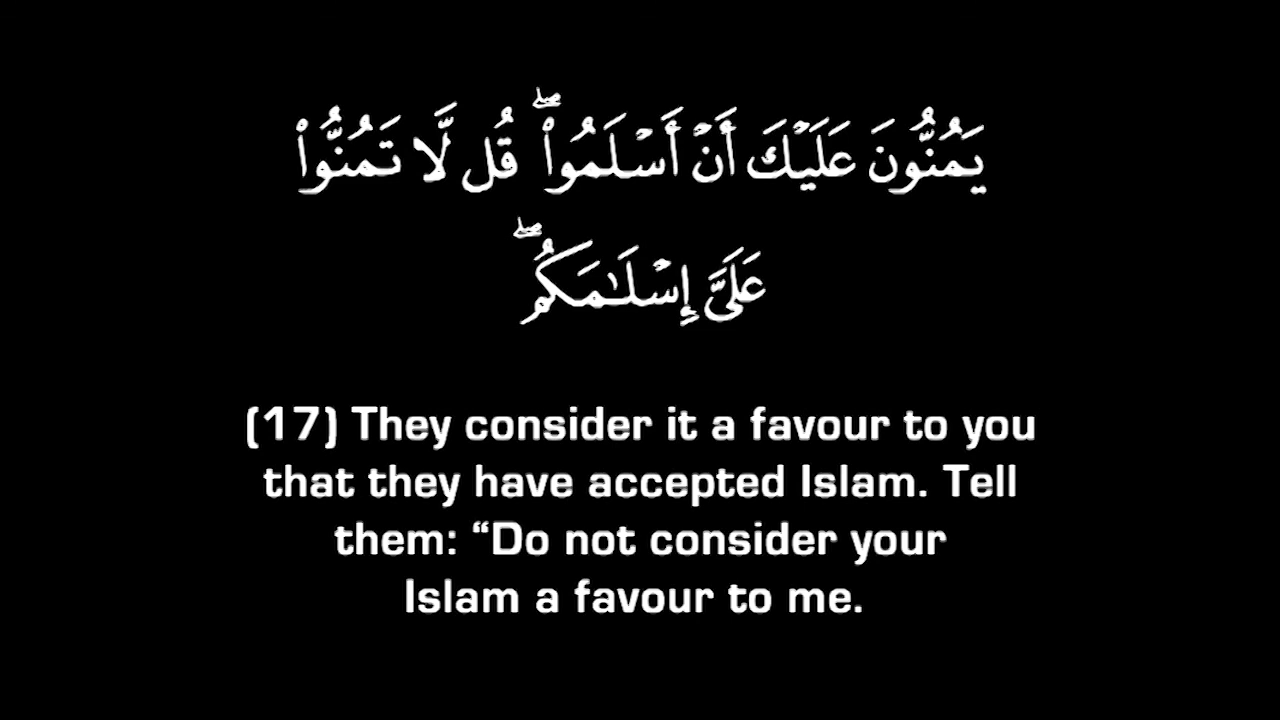 يَمُنُّونَ عَلَيْكَ أَنْ أَسْلَمُوا۟ ۖ قُل لَّا تَمُنُّوا۟
عَلَىَّ إِسْلَـٰمَكُم ۖ
(17) They consider it a favour to you
that they have accepted Islam. Tell
them: “Do not consider your
Islam a favour to me.